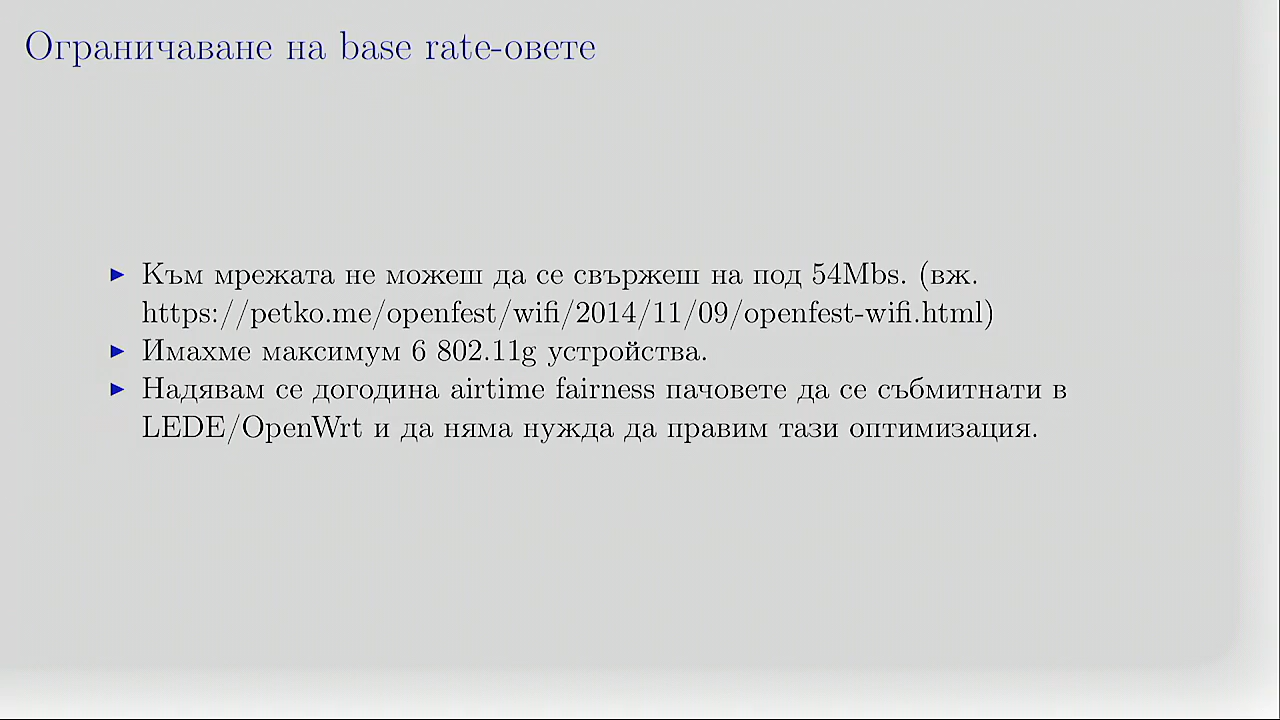 Ограничаване на base rate-овете
Към мрежата не можеш да се свържеш на под 54Mbs. (вж.
https://petko.me/openfest/wifi/2014/11/09/openfest-wifi.html)
Имахме максимум 6 802.11g устройства.
Надявам се догодина airtime fairness пачовете да се събмитнати в
LEDE/OpenWrt и да няма нужда да правим тази оптимизация.